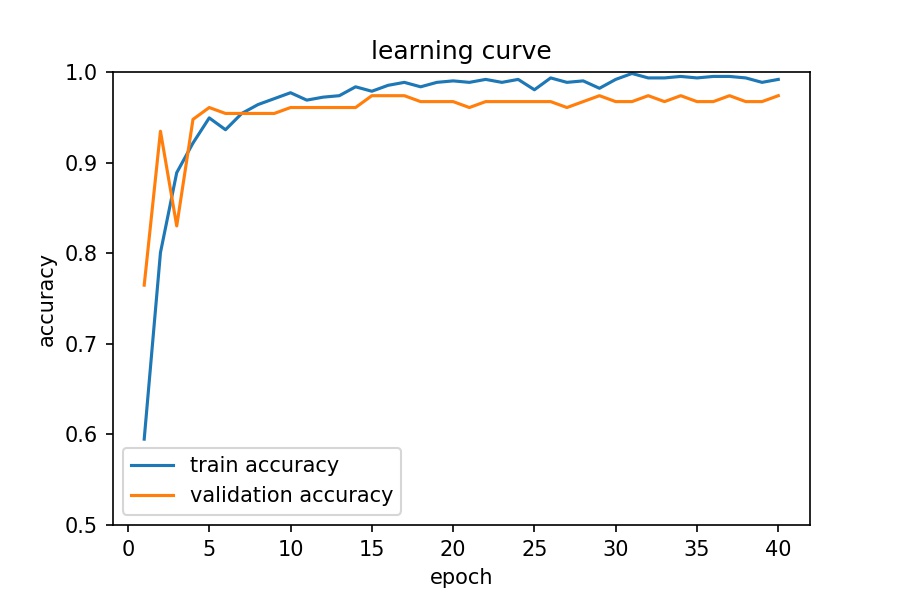 learning curve
1.0
0.9
0.8
0.7
0.6
0.5
accuracy
train accuracy
validation accuracy
0 5 10 15 20 25 30 35 40
epoch